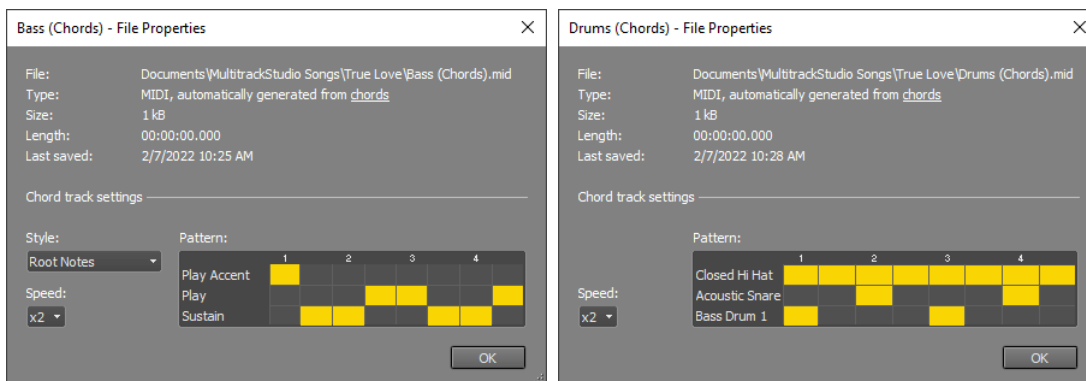 Bass (Chords) - File Properties
File: Documents\MultitrackStudio Songs\True Love\Bass (Chords).mid
Type: MIDI, automatically generated from chords
Size: 1 kB
Length: 00:00:00.000
Last saved: 2/7/2022 10:25 AM
Chord track settings
Style: Pattern:
Root Notes
1 2 3 4
Play Accent
Speed: Play
x2 Sustain
OK
Drums (Chords) - File Properties
File: Documents\MultitrackStudio Songs\True Love\Drums (Chords).mid
Type: MIDI, automatically generated from chords
Size: 1 kB
Length: 00:00:00.000
Last saved: 2/7/2022 10:28 AM
Chord track settings
Pattern:
1 2 3 4
Closed Hi Hat
Speed: Acoustic Snare
x2 Bass Drum 1
OK